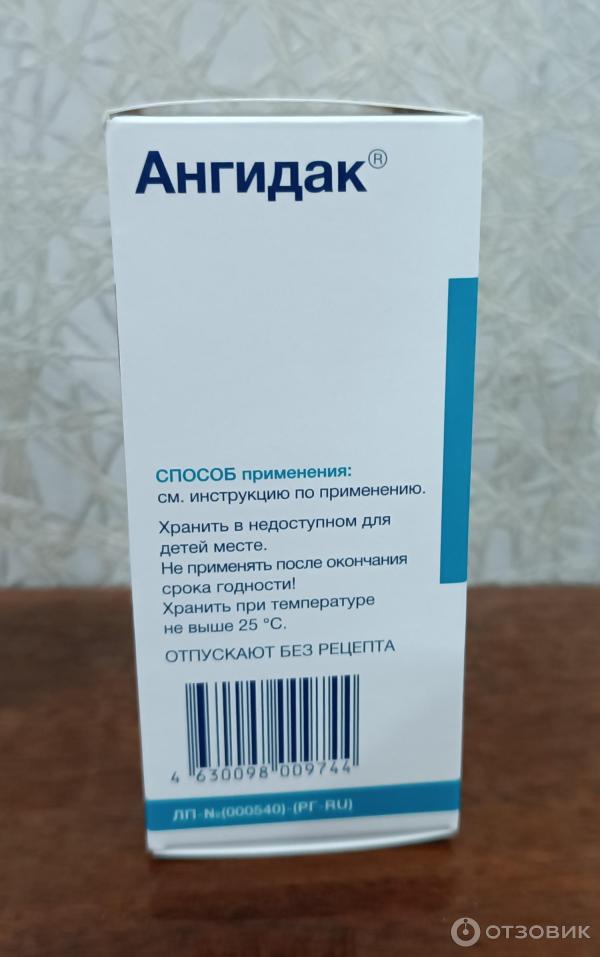 Ангидак®
СПОСОБ применения:
см. инструкцию по применению.
Хранить в недоступном для
детей месте.
Не применять после окончания
срока годности!
Хранить при температуре
не выше 25 °С.
ОТПУСКАЮТ БЕЗ РЕЦЕПТА
4 630098 009744
ЛП-№(000540)-(РГ-RU)
ОТЗОВИК